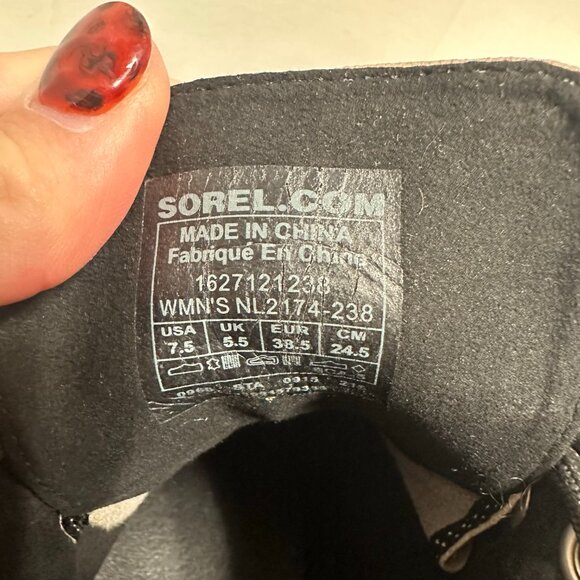 SOREL.COM
MADE IN CHINA
Fabriqué En Chine
1627121238
WMN'S NL2174-238
USA UK EUR CM
7.5 5.5 38.5 24.5